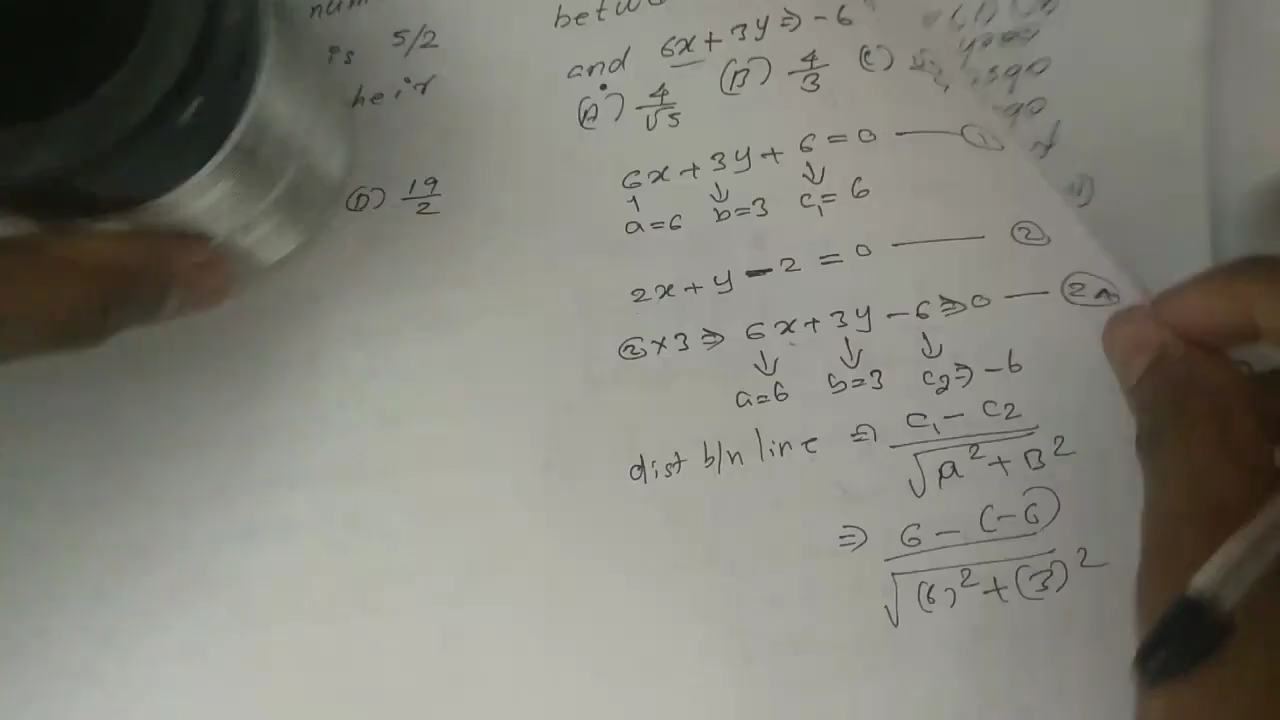 is 5/2
heir
(D) 19/2
and 6x + 3y ⇒ -6
(A) 4/√5 (B) 4/3 (C)
6x + 3y + 6 = 0 — ①
a=6 b=3 c₁= 6
2x + y - 2 = 0 — ②
②×3 ⇒ 6x + 3y - 6 ⇒ 0 — ②A
a=6 b=3 c₂⇒ -6
dist b/n line ⇒ c₁ - c₂ / √A² + B²
⇒ 6 - (-6) / √(6)² + (3)²